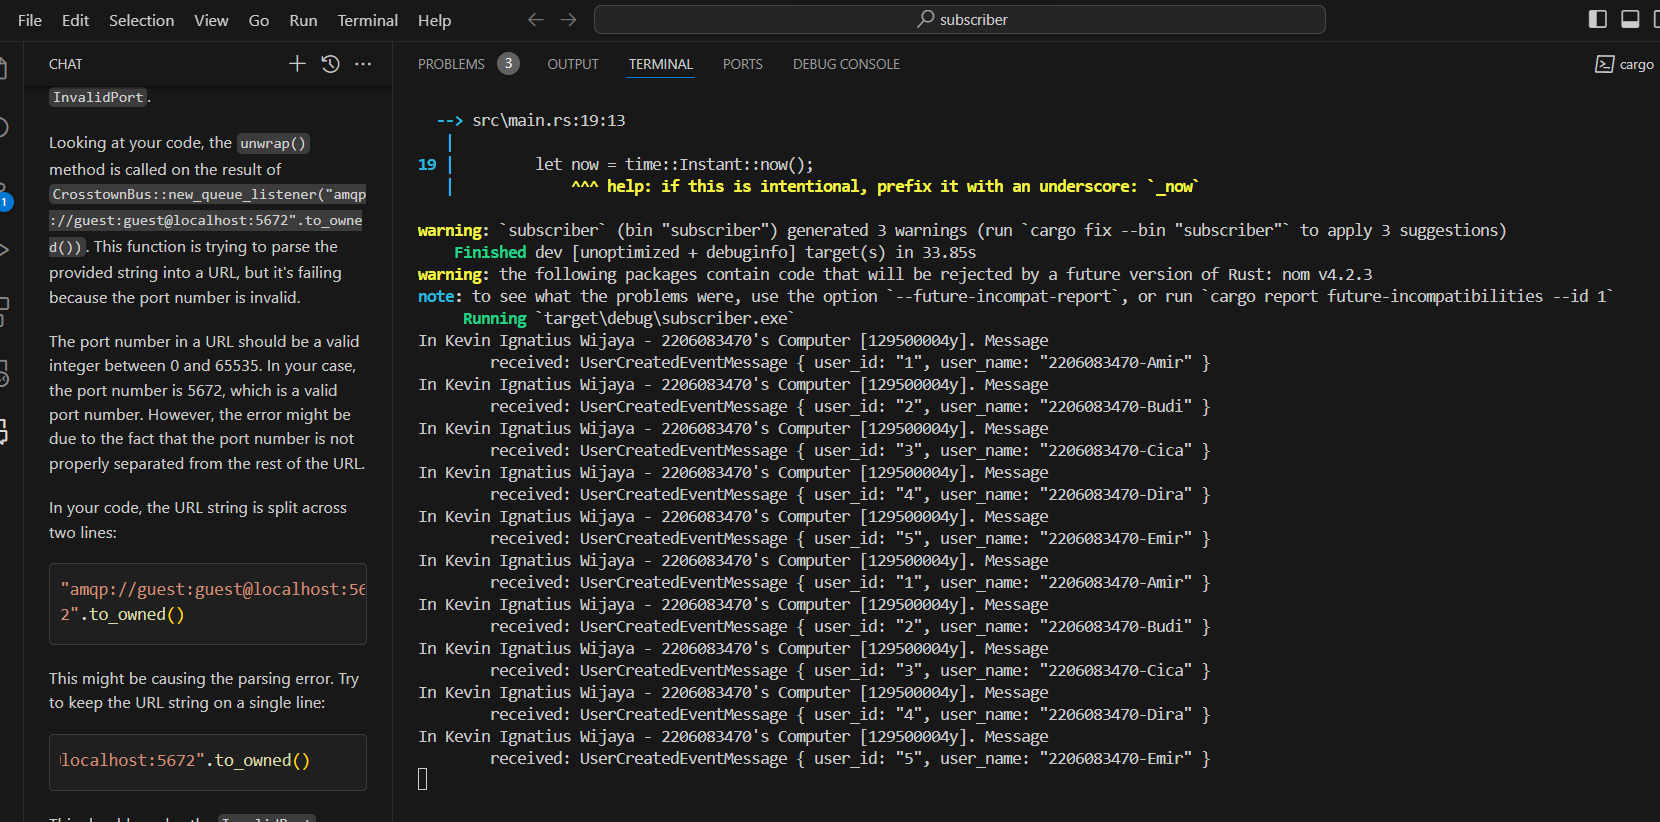 File Edit Selection View Go Run Terminal Help
subscriber
CHAT
InvalidPort.
Looking at your code, the unwrap()
method is called on the result of
CrosstownBus::new_queue_listener("amqp
://guest:guest@localhost:5672".to_owne
d()). This function is trying to parse the
provided string into a URL, but it's failing
because the port number is invalid.
The port number in a URL should be a valid
integer between 0 and 65535. In your case,
the port number is 5672, which is a valid
port number. However, the error might be
due to the fact that the port number is not
properly separated from the rest of the URL.
In your code, the URL string is split across
two lines:
"amqp://guest:guest@localhost:56
2".to_owned()
This might be causing the parsing error. Try
to keep the URL string on a single line:
localhost:5672".to_owned()
InvalidPort
1
PROBLEMS 3 OUTPUT TERMINAL PORTS DEBUG CONSOLE
cargo
--> src\main.rs:19:13
|
19 | let now = time::Instant::now();
| ^^^ help: if this is intentional, prefix it with an underscore: `_now`
warning: `subscriber` (bin "subscriber") generated 3 warnings (run `cargo fix --bin "subscriber"` to apply 3 suggestions)
Finished dev [unoptimized + debuginfo] target(s) in 33.85s
warning: the following packages contain code that will be rejected by a future version of Rust: nom v4.2.3
note: to see what the problems were, use the option `--future-incompat-report`, or run `cargo report future-incompatibilities --id 1`
Running `target\debug\subscriber.exe`
In Kevin Ignatius Wijaya - 2206083470's Computer [129500004y]. Message
received: UserCreatedEventMessage { user_id: "1", user_name: "2206083470-Amir" }
In Kevin Ignatius Wijaya - 2206083470's Computer [129500004y]. Message
received: UserCreatedEventMessage { user_id: "2", user_name: "2206083470-Budi" }
In Kevin Ignatius Wijaya - 2206083470's Computer [129500004y]. Message
received: UserCreatedEventMessage { user_id: "3", user_name: "2206083470-Cica" }
In Kevin Ignatius Wijaya - 2206083470's Computer [129500004y]. Message
received: UserCreatedEventMessage { user_id: "4", user_name: "2206083470-Dira" }
In Kevin Ignatius Wijaya - 2206083470's Computer [129500004y]. Message
received: UserCreatedEventMessage { user_id: "5", user_name: "2206083470-Emir" }
In Kevin Ignatius Wijaya - 2206083470's Computer [129500004y]. Message
received: UserCreatedEventMessage { user_id: "1", user_name: "2206083470-Amir" }
In Kevin Ignatius Wijaya - 2206083470's Computer [129500004y]. Message
received: UserCreatedEventMessage { user_id: "2", user_name: "2206083470-Budi" }
In Kevin Ignatius Wijaya - 2206083470's Computer [129500004y]. Message
received: UserCreatedEventMessage { user_id: "3", user_name: "2206083470-Cica" }
In Kevin Ignatius Wijaya - 2206083470's Computer [129500004y]. Message
received: UserCreatedEventMessage { user_id: "4", user_name: "2206083470-Dira" }
In Kevin Ignatius Wijaya - 2206083470's Computer [129500004y]. Message
received: UserCreatedEventMessage { user_id: "5", user_name: "2206083470-Emir" }